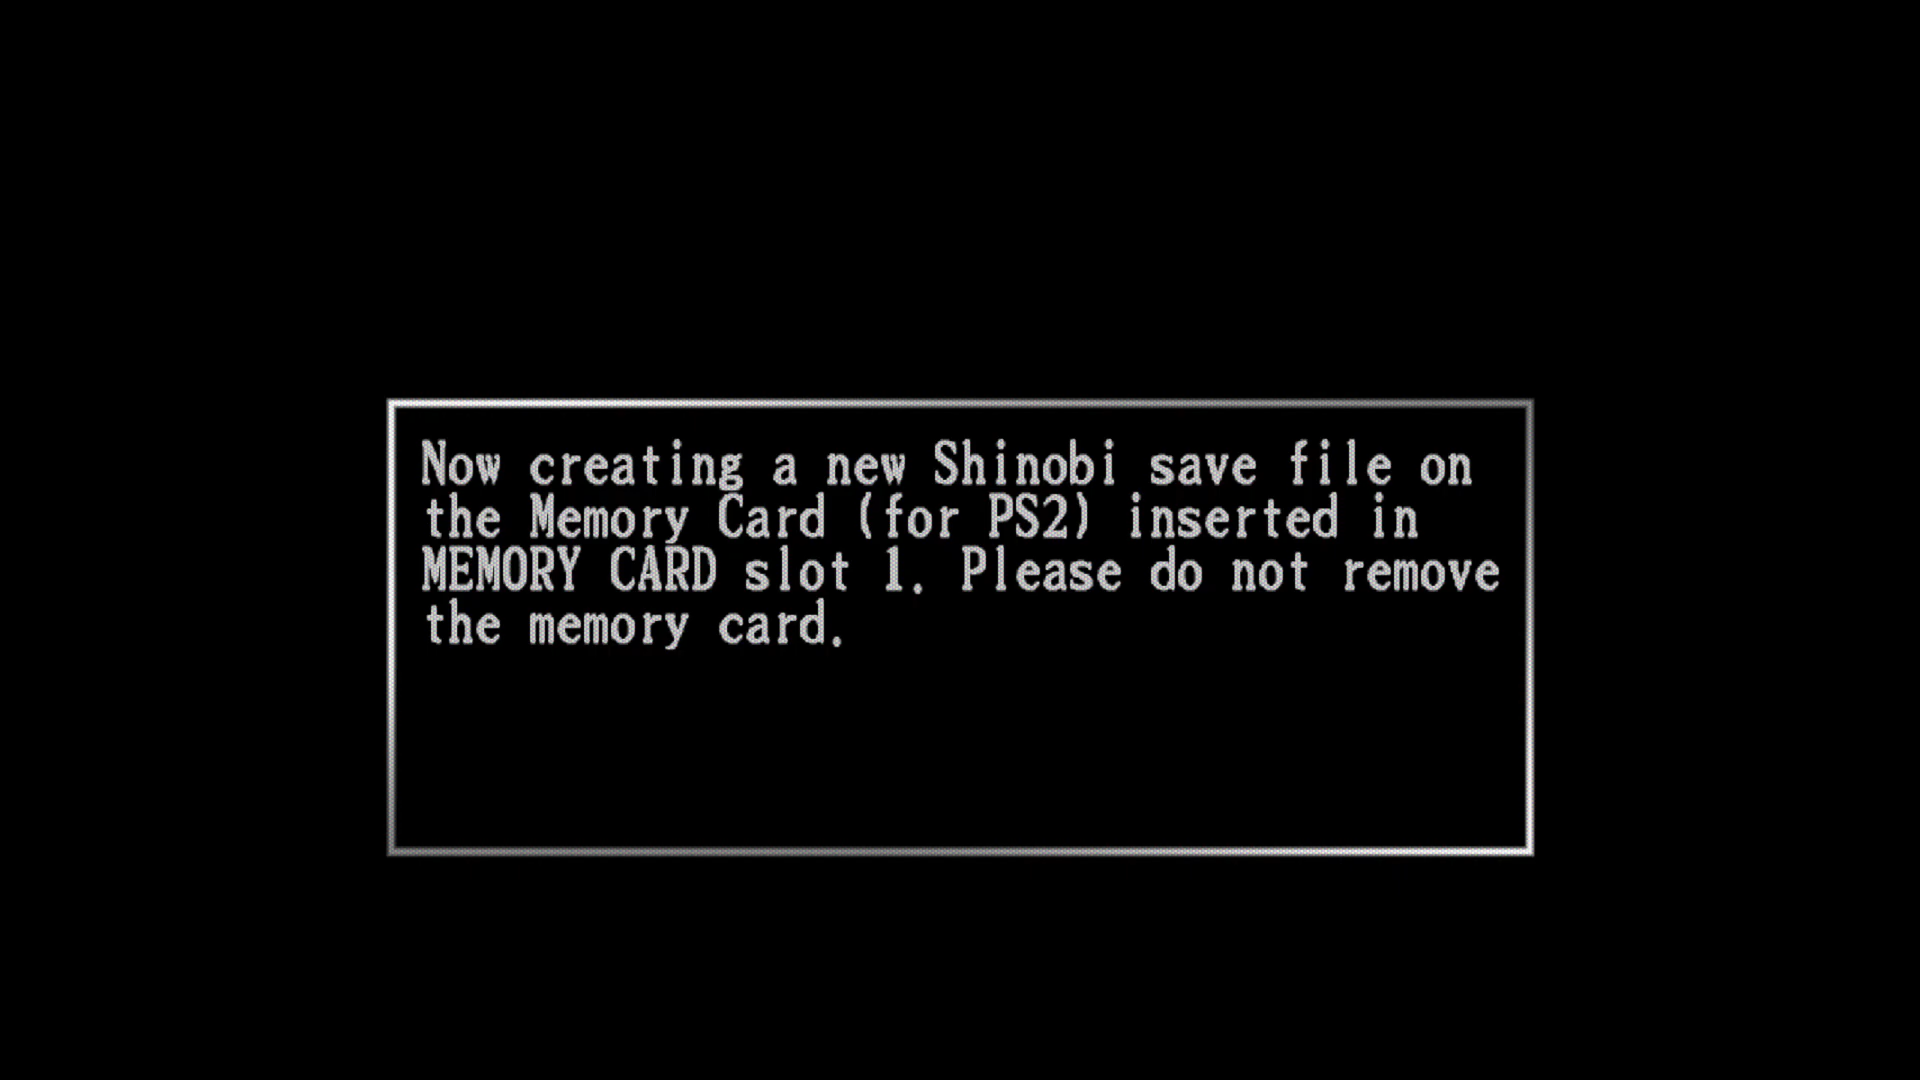 Now creating a new Shinobi save file on
the Memory Card (for PS2) inserted in
MEMORY CARD slot 1. Please do not remove
the memory card.